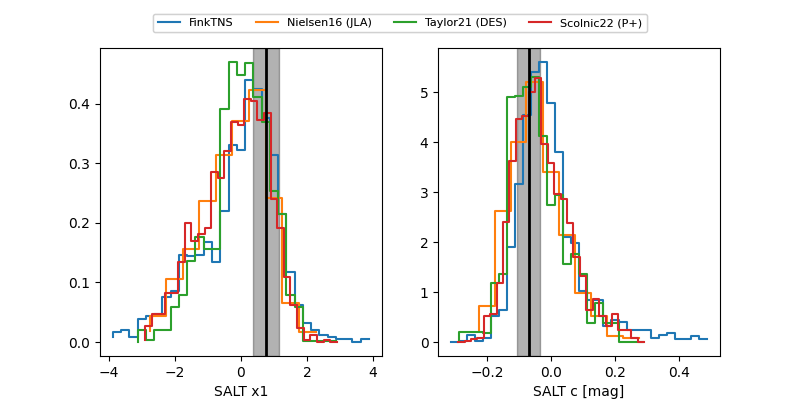 FinkTNS Nielsen16 (JLA) Taylor21 (DES) Scolnic22 (P+)
0.4
0.3
0.2
0.1
0.0
−4 −2 0 2 4
SALT x1
5
4
3
2
1
0
−0.2 0.0 0.2 0.4
SALT c [mag]